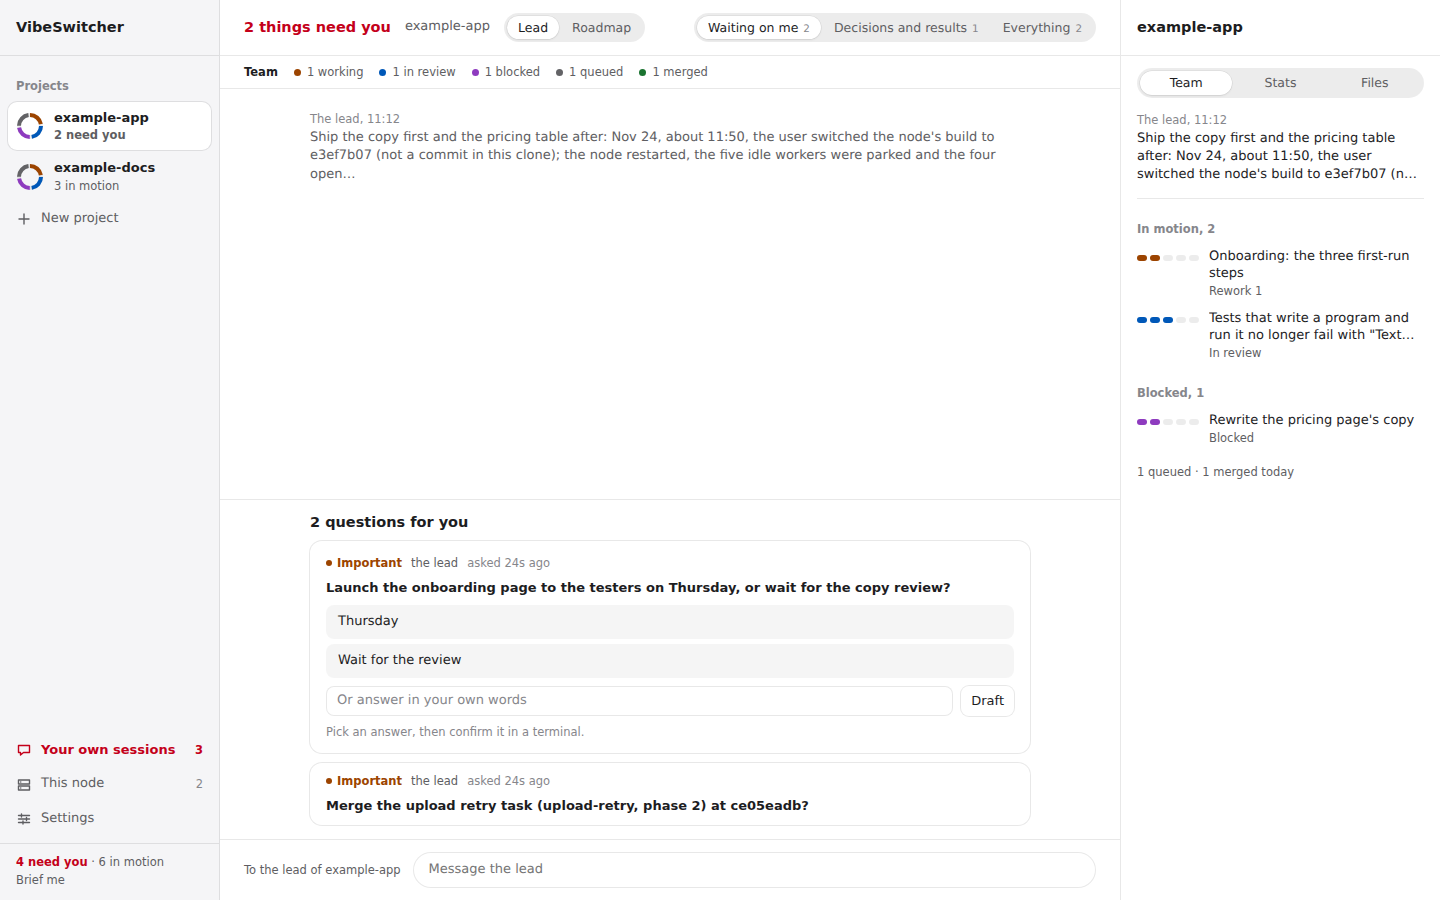 VibeSwitcher
Projects
example-app
2 need you
example-docs
3 in motion
New project
Your own sessions 3
This node 2
Settings
4 need you · 6 in motion
Brief me
2 things need you example-app Lead Roadmap Waiting on me 2 Decisions and results 1 Everything 2
Team 1 working 1 in review 1 blocked 1 queued 1 merged
The lead, 11:12
Ship the copy first and the pricing table after: Nov 24, about 11:50, the user switched the node's build to
e3ef7b07 (not a commit in this clone); the node restarted, the five idle workers were parked and the four
open…
2 questions for you
Important the lead asked 24s ago
Launch the onboarding page to the testers on Thursday, or wait for the copy review?
Thursday
Wait for the review
Or answer in your own words Draft
Pick an answer, then confirm it in a terminal.
Important the lead asked 24s ago
Merge the upload retry task (upload-retry, phase 2) at ce05eadb?
To the lead of example-app Message the lead
example-app
Team Stats Files
The lead, 11:12
Ship the copy first and the pricing table
after: Nov 24, about 11:50, the user
switched the node's build to e3ef7b07 (n…
In motion, 2
Onboarding: the three first-run
steps
Rework 1
Tests that write a program and
run it no longer fail with "Text…
In review
Blocked, 1
Rewrite the pricing page's copy
Blocked
1 queued · 1 merged today